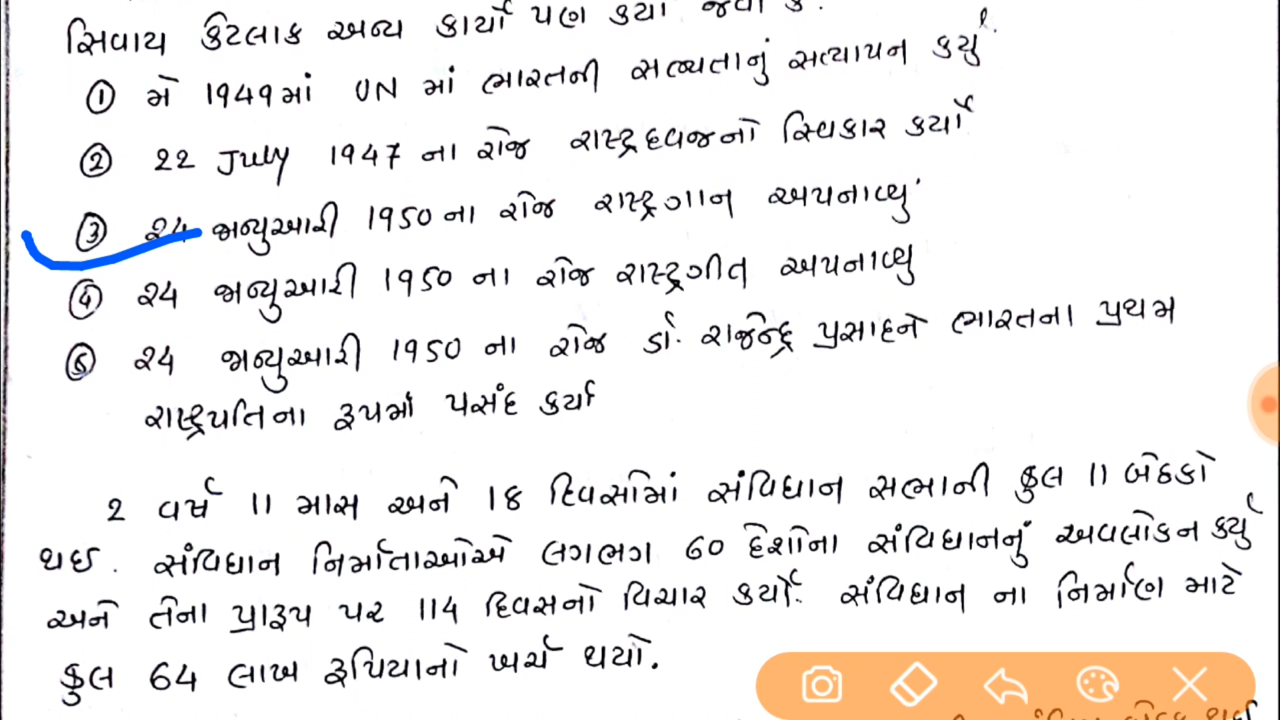 સિવાય કેટલાક અન્ય કાર્યો પણ કર્યા
① મે 1949માં UN માં ભારતની સભ્યતાનું સત્યાપન કર્યું.
② 22 July 1947 ના રોજ રાષ્ટ્રદવજનો સ્વિકાર કર્યો
③ 24 જાન્યુઆરી 1950 ના રોજ રાષ્ટ્રગાન અપનાવ્યું
④ 24 જાન્યુઆરી 1950 ના રોજ રાષ્ટ્રગીત અપનાવ્યુ
⑤ 24 જાન્યુઆરી 1950 ના રોજ ડૉ. રાજેન્દ્ર પ્રસાદને ભારતના પ્રથમ
રાષ્ટ્રપતિના રૂપમાં પસંદ કર્યા
2 વર્ષ 11 માસ અને 18 દિવસોમાં સંવિધાન સભાની કુલ 11 બેઠકો
થઇ. સંવિધાન નિર્માતાઓએ લગભગ 60 દેશોના સંવિધાનનું અવલોકન કર્યુ
અને તેના પ્રારૂપ પર 114 દિવસનો વિચાર કર્યો. સંવિધાન ના નિર્માણ માટે
કુલ 64 લાખ રૂપિયાનો ખર્ચ થયો.